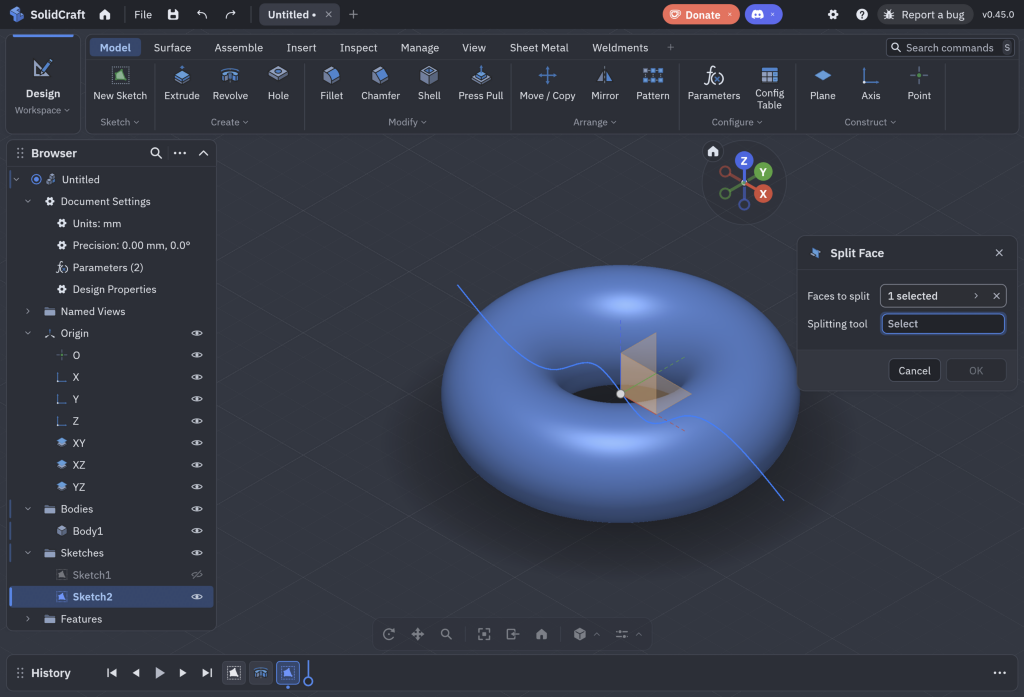 SolidCraft File Untitled • Donate Report a bug v0.45.0
Design
Workspace
Model Surface Assemble Insert Inspect Manage View Sheet Metal Weldments Search commands S
New Sketch Extrude Revolve Hole Fillet Chamfer Shell Press Pull Move / Copy Mirror Pattern Parameters Config Table Plane Axis Point
Sketch Create Modify Arrange Configure Construct
Browser
Untitled
Document Settings
Units: mm
Precision: 0.00 mm, 0.0°
Parameters (2)
Design Properties
Named Views
Origin
O
X
Y
Z
XY
XZ
YZ
Bodies
Body1
Sketches
Sketch1
Sketch2
Features
Z
Y
X
Split Face
Faces to split 1 selected
Splitting tool Select
Cancel OK
History